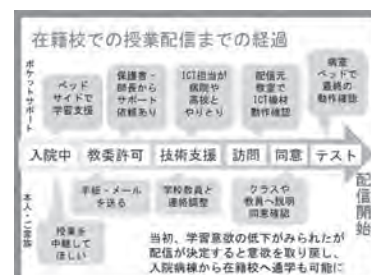 在籍校での授業配信までの経過
ポケットサポート
ベッド
サイドで
学習支援
保護者・
師長から
サポート
依頼あり
ICT担当が
病院や
高校と
やりとり
配信元
教室で
ICT機材
動作確認
病室
ベッドで
最終の
動作確認
入院中
教委許可
技術支援
訪問
同意
テスト
配信開始
本人・ご家族
授業を
中継して
ほしい
手紙・メール
を送る
学校教員と
連絡調整
クラスや
教員へ説明
同意確認
当初、学習意欲の低下がみられたが
配信が決定すると意欲を取り戻し、
入院病棟から在籍校へ通学も可能に